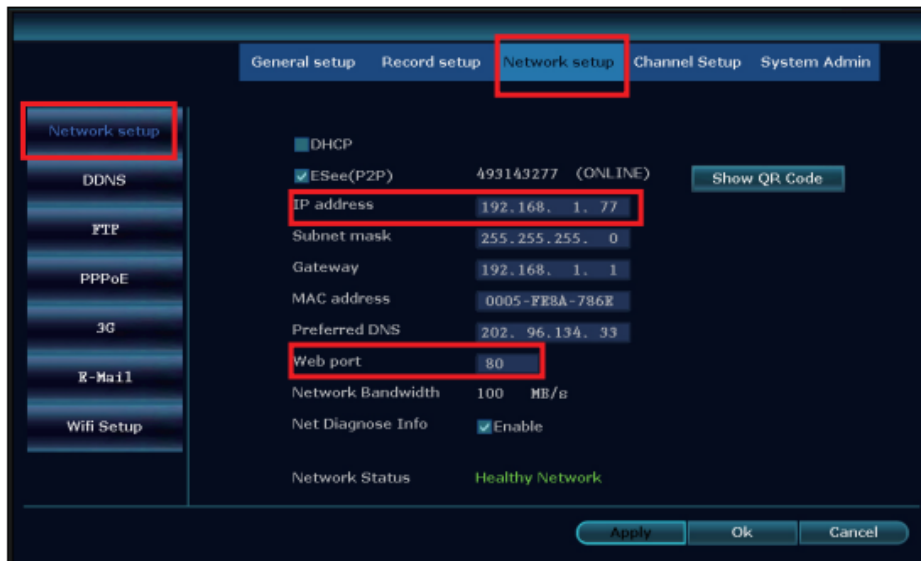 General setup Record setup Network setup Channel Setup System Admin
Network setup
DDNS
FTP
PPPoE
3G
E-Mail
Wifi Setup
DHCP
ESee(P2P) 493143277 (ONLINE) Show QR Code
IP address 192.168. 1. 77
Subnet mask 255.255.255. 0
Gateway 192.168. 1. 1
MAC address 0005-FE8A-786E
Preferred DNS 202. 96.134. 33
Web port 80
Network Bandwidth 100 MB/s
Net Diagnose Info Enable
Network Status Healthy Network
Apply Ok Cancel